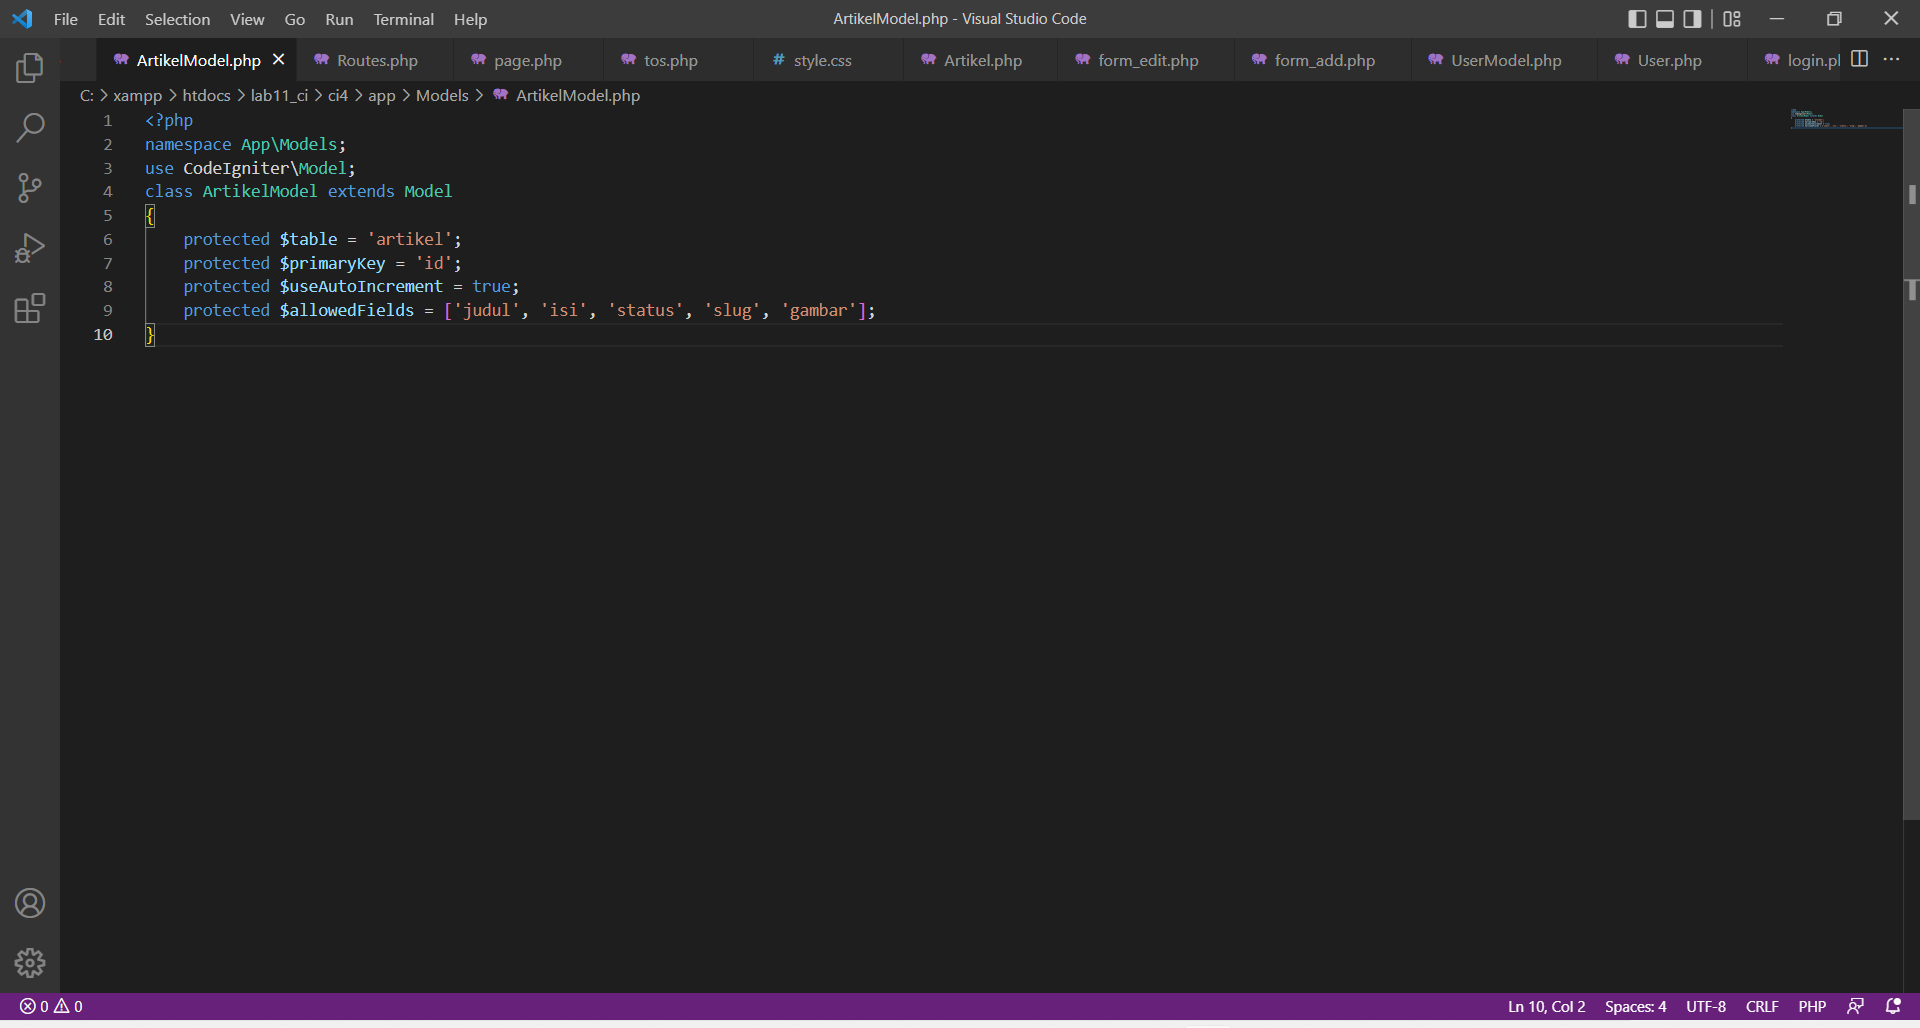 File Edit Selection View Go Run Terminal Help ArtikelModel.php - Visual Studio Code
ArtikelModel.php Routes.php page.php tos.php # style.css Artikel.php form_edit.php form_add.php UserModel.php User.php login.p
C: > xampp > htdocs > lab11_ci > ci4 > app > Models > ArtikelModel.php
1 <?php
2 namespace App\Models;
3 use CodeIgniter\Model;
4 class ArtikelModel extends Model
5 {
6 protected $table = 'artikel';
7 protected $primaryKey = 'id';
8 protected $useAutoIncrement = true;
9 protected $allowedFields = ['judul', 'isi', 'status', 'slug', 'gambar'];
10 }
0 0 Ln 10, Col 2 Spaces: 4 UTF-8 CRLF PHP